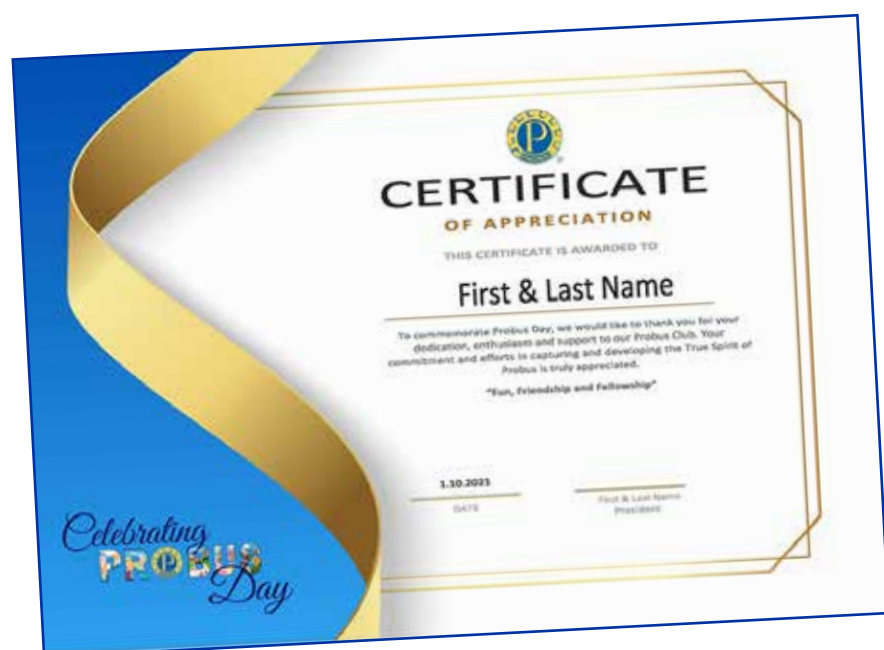 P
CERTIFICATE
OF APPRECIATION
THIS CERTIFICATE IS AWARDED TO
First & Last Name
To commemorate Probus Day, we would like to thank you for your
dedication, enthusiasm and support to our Probus Club. Your
commitment and efforts in capturing and developing the True Spirit of
Probus is truly appreciated.
"Fun, Friendship and Fellowship"
1.10.2021
DATE
First & Last Name
President
Celebrating
PROBUS
Day